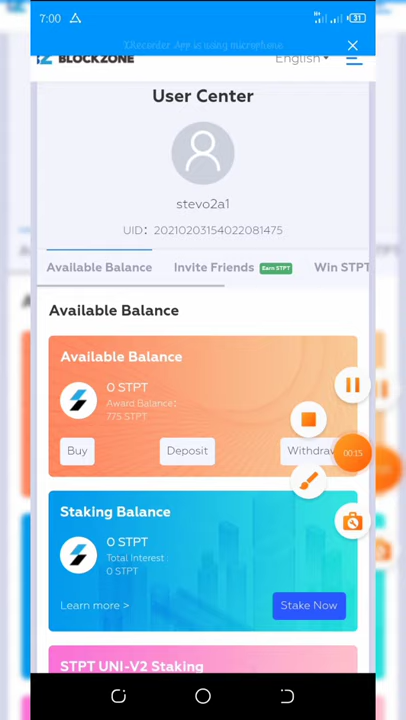 7:00
31
XRecorder App is using microphone
BLOCKZONE
English
User Center
stevo2a1
UID: 20210203154022081475
Available Balance
Invite Friends Earn STPT
Win STPT
Available Balance
Available Balance
0 STPT
Award Balance:
775 STPT
Buy
Deposit
Withdraw
00:15
Staking Balance
0 STPT
Total Interest :
0 STPT
Learn more >
Stake Now
STPT UNI-V2 Staking